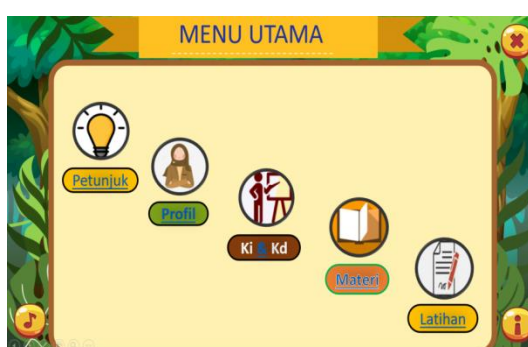 MENU UTAMA
Petunjuk
Profil
Ki & Kd
Materi
Latihan